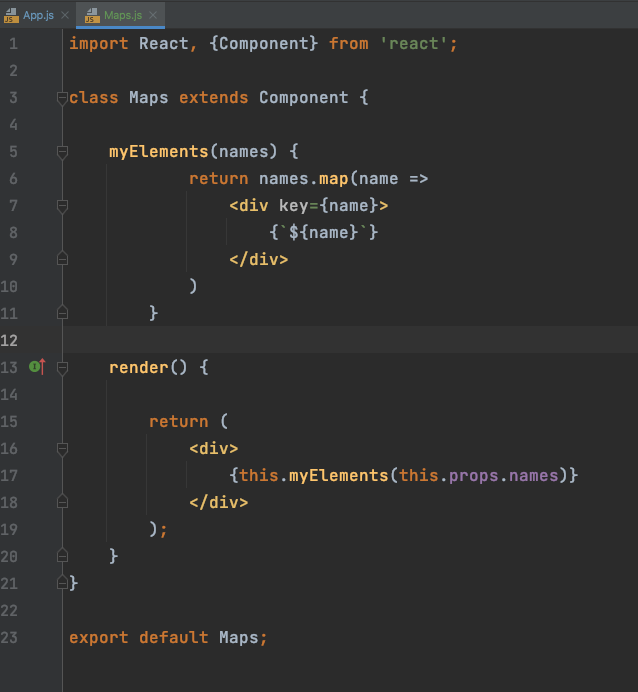 App.js Maps.js
1 import React, {Component} from 'react';
2
3 class Maps extends Component {
4
5     myElements(names) {
6             return names.map(name =>
7                 <div key={name}>
8                     {`${name}`}
9                 </div>
10             )
11         }
12
13     render() {
14
15         return (
16             <div>
17                 {this.myElements(this.props.names)}
18             </div>
19         );
20     }
21 }
22
23 export default Maps;